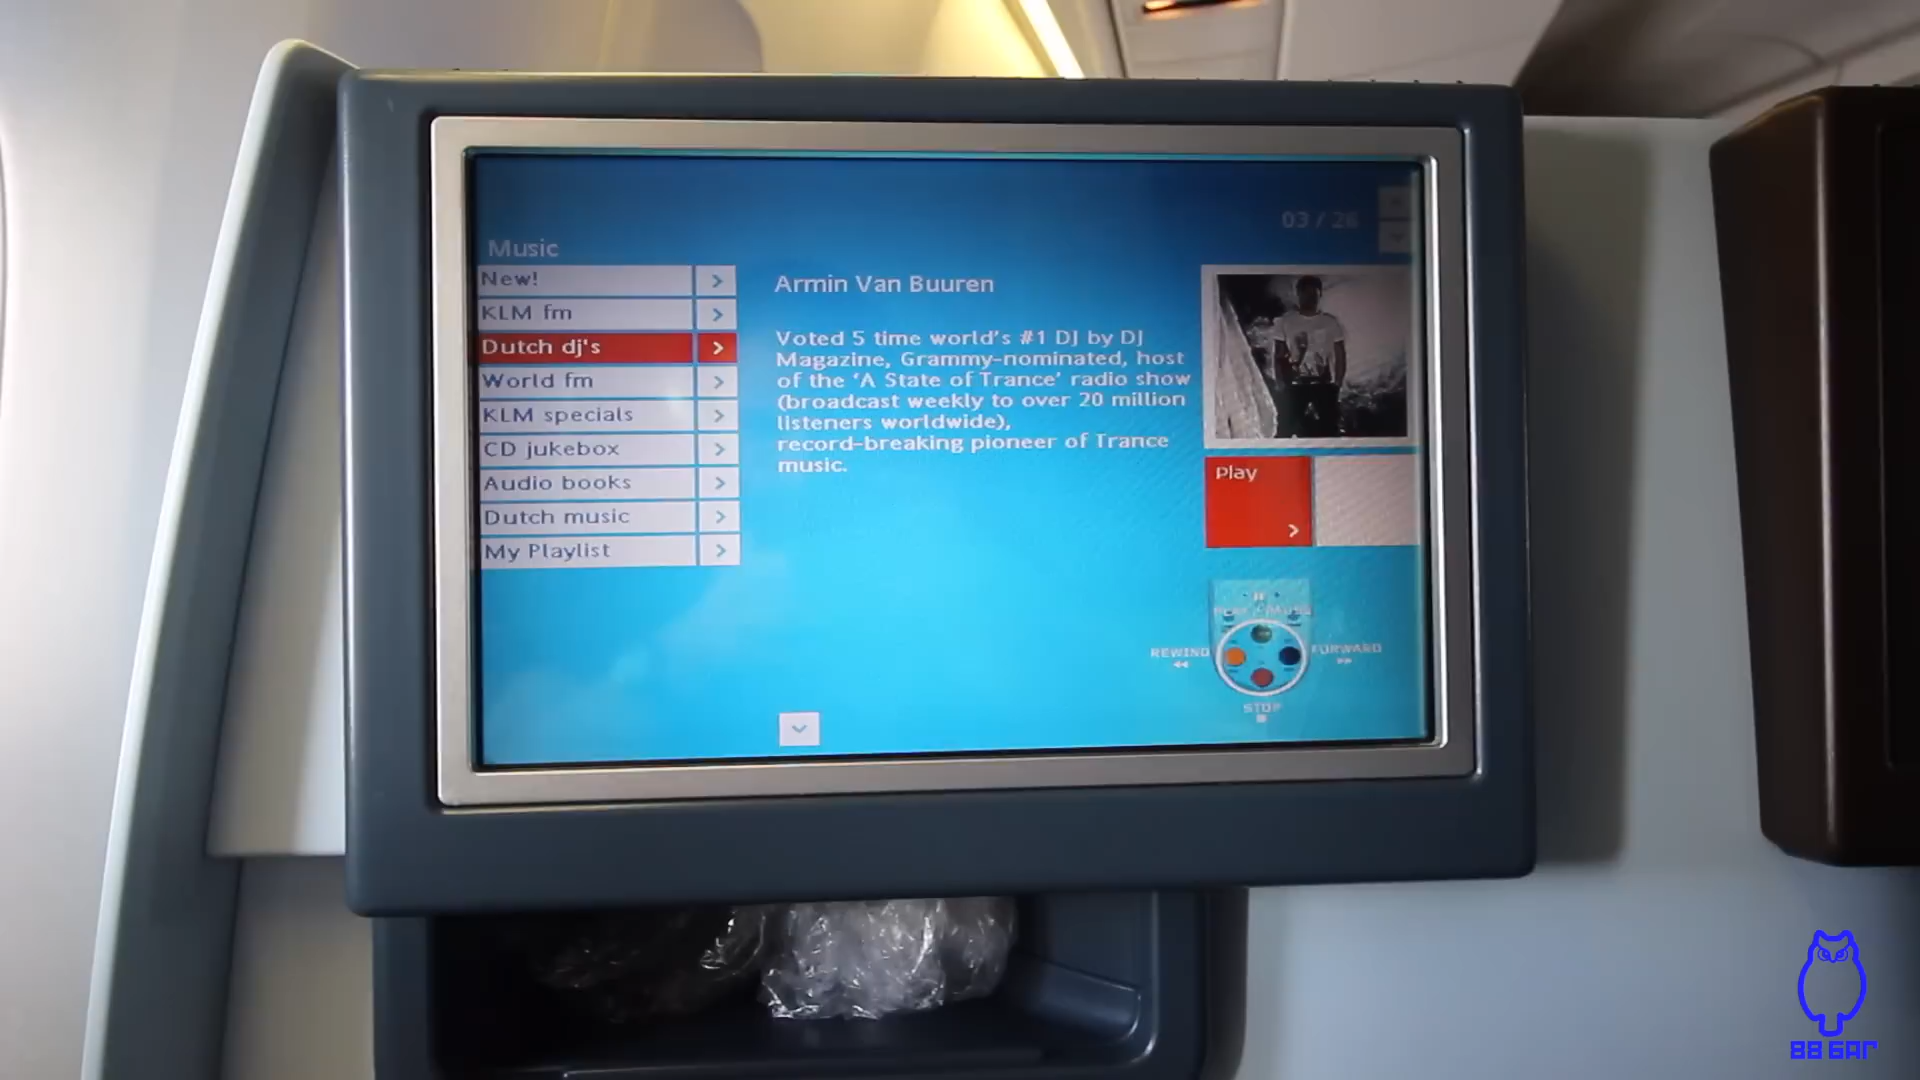 03 / 26
Music
New!
KLM fm
Dutch dj's
World fm
KLM specials
CD jukebox
Audio books
Dutch music
My Playlist
Armin Van Buuren
Voted 5 time world's #1 DJ by DJ
Magazine, Grammy-nominated, host
of the 'A State of Trance' radio show
(broadcast weekly to over 20 million
listeners worldwide),
record-breaking pioneer of Trance
music.
Play
PLAY / PAUSE
REWIND
FORWARD
STOP